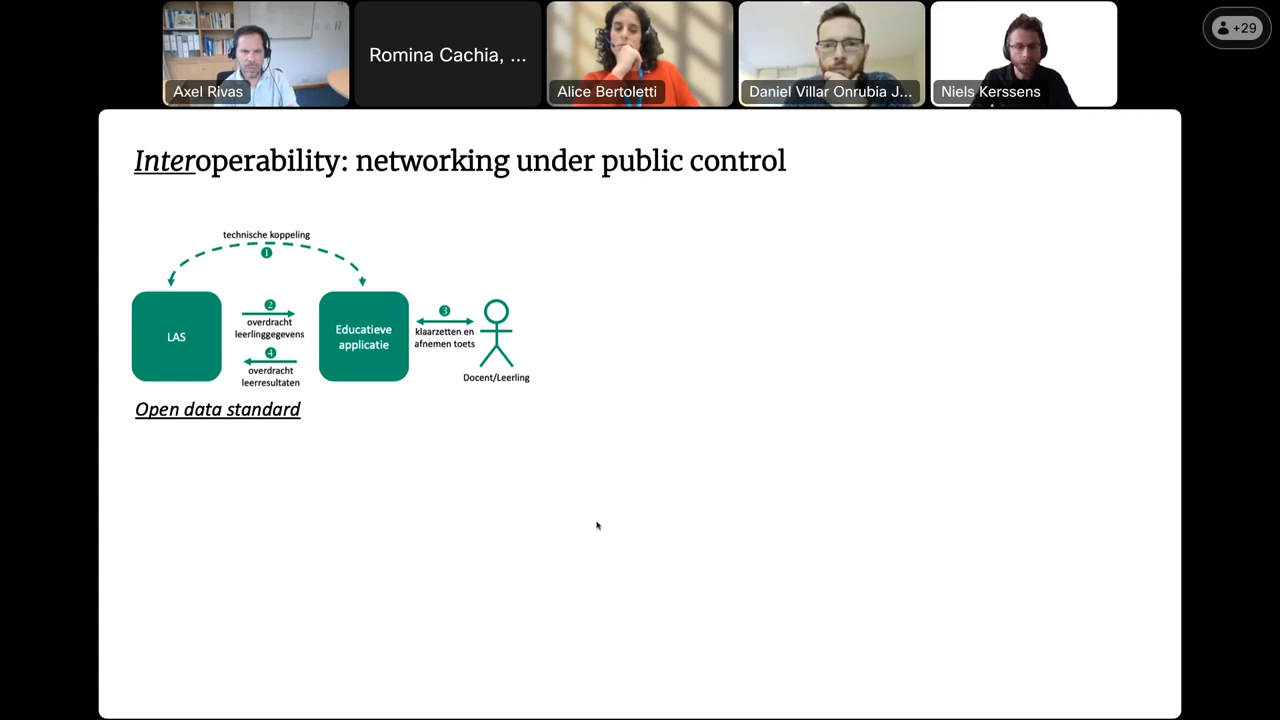 +29
Axel Rivas
Romina Cachia, ...
Alice Bertoletti
Daniel Villar Onrubia J...
Niels Kerssens
Interoperability: networking under public control
technische koppeling
1
2
overdracht
leerlinggegevens
4
overdracht
leerresultaten
LAS
Educatieve
applicatie
3
klaarzetten en
afnemen toets
Docent/Leerling
Open data standard